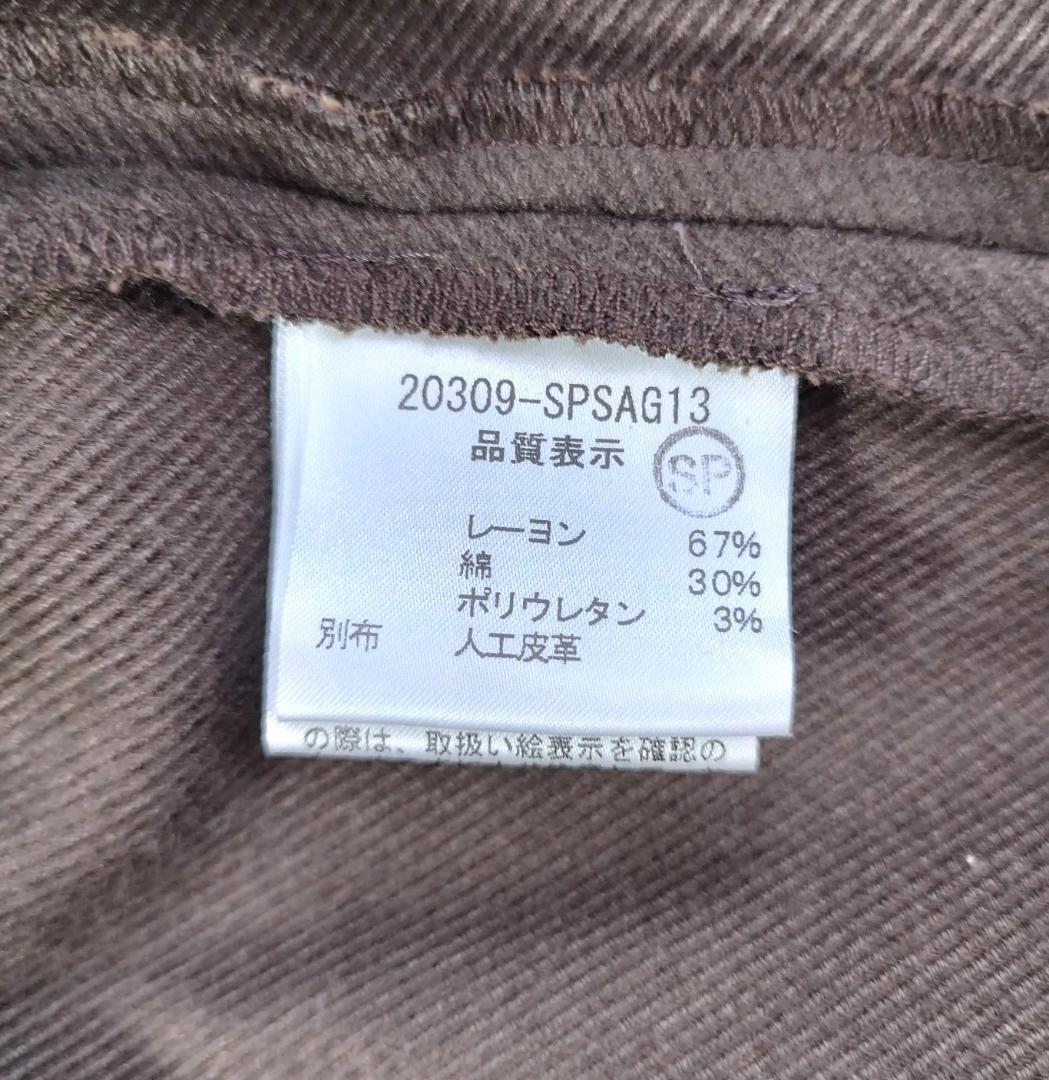 20309-SPSAG13
品質表示 SP
レーヨン 67%
綿 30%
ポリウレタン 3%
別布 人工皮革
の際は、取扱い絵表示を確認の